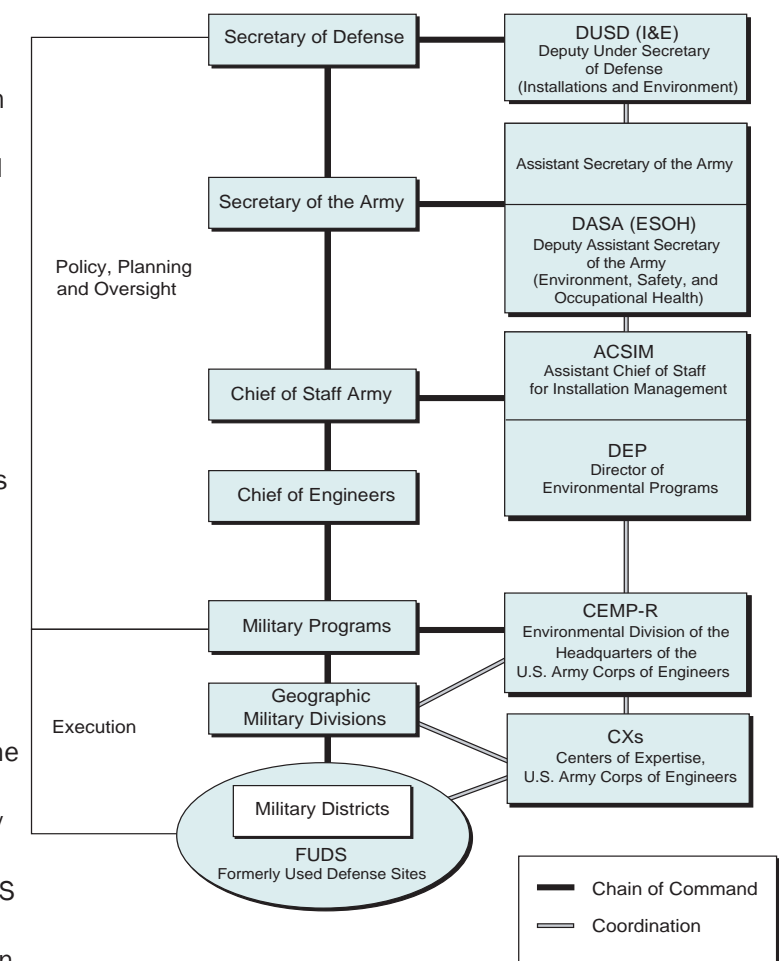 Secretary of Defense
DUSD (I&E)
Deputy Under Secretary
of Defense
(Installations and Environment)
Assistant Secretary of the Army
Secretary of the Army
DASA (ESOH)
Deputy Assistant Secretary
of the Army
(Environment, Safety, and
Occupational Health)
Policy, Planning
and Oversight
ACSIM
Assistant Chief of Staff
for Installation Management
Chief of Staff Army
DEP
Director of
Environmental Programs
Chief of Engineers
Military Programs
CEMP-R
Environmental Division of the
Headquarters of the
U.S. Army Corps of Engineers
Geographic
Military Divisions
Execution
CXs
Centers of Expertise,
U.S. Army Corps of Engineers
Military Districts
FUDS
Formerly Used Defense Sites
Chain of Command
Coordination